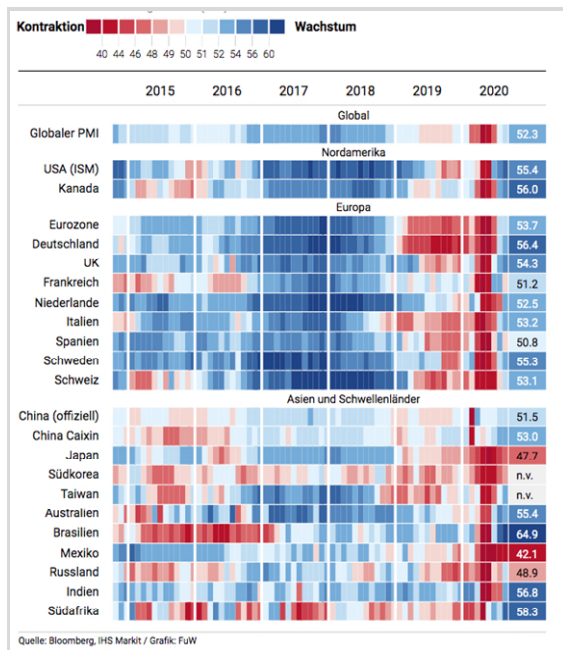 Kontraktion Wachstum
40 44 46 48 49 50 51 52 54 56 60
2015 2016 2017 2018 2019 2020
Global
Globaler PMI 52.3
Nordamerika
USA (ISM) 55.4
Kanada 56.0
Europa
Eurozone 53.7
Deutschland 56.4
UK 54.3
Frankreich 51.2
Niederlande 52.5
Italien 53.2
Spanien 50.8
Schweden 55.3
Schweiz 53.1
Asien und Schwellenländer
China (offiziell) 51.5
China Caixin 53.0
Japan 47.7
Südkorea n.v.
Taiwan n.v.
Australien 55.4
Brasilien 64.9
Mexiko 42.1
Russland 48.9
Indien 56.8
Südafrika 58.3
Quelle: Bloomberg, IHS Markit / Grafik: FuW